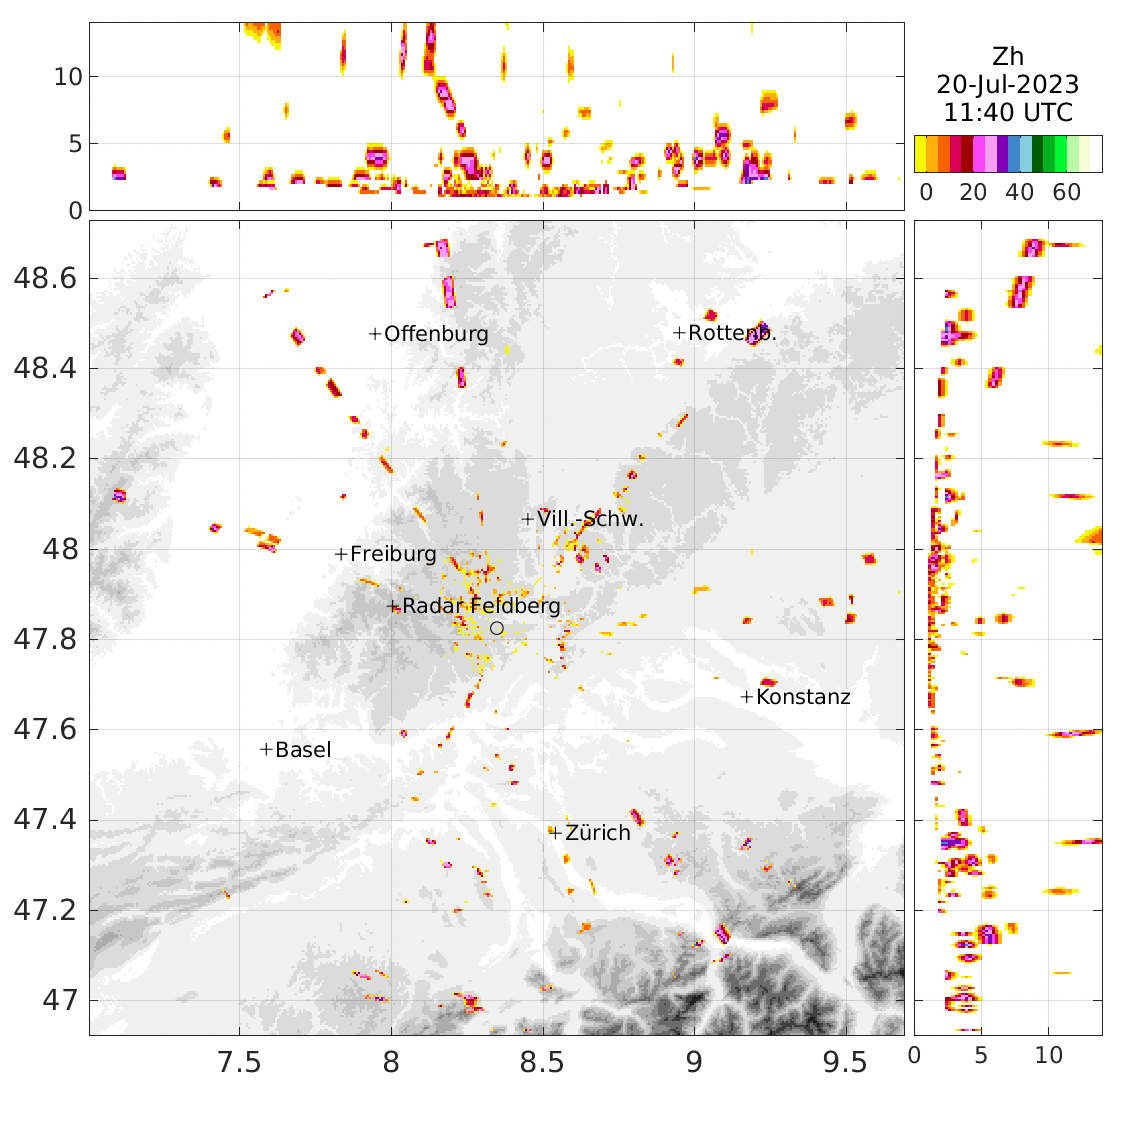 Zh
20-Jul-2023
11:40 UTC
0 20 40 60
10
5
0
48.6
48.4
48.2
48
47.8
47.6
47.4
47.2
47
+Offenburg
+Rottenb.
+Vill.-Schw.
+Freiburg
+Radar Feldberg
+Konstanz
+Basel
+Zürich
7.5 8 8.5 9 9.5
0 5 10